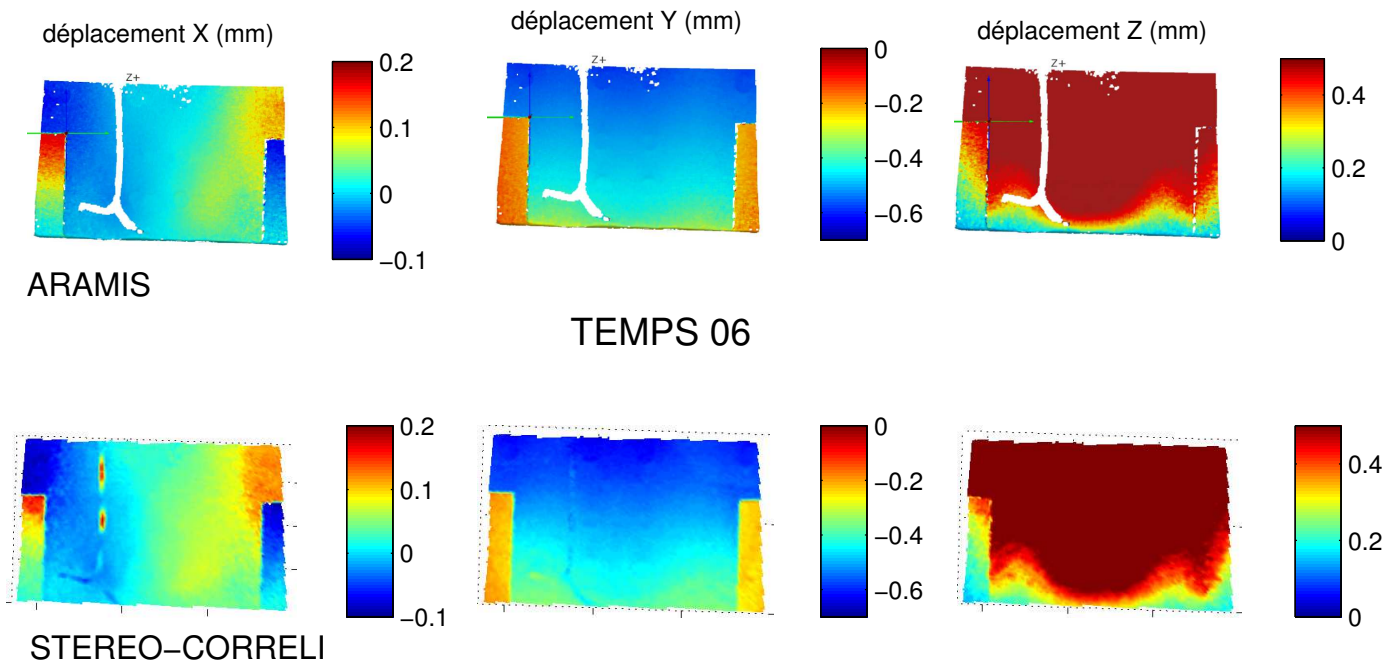 déplacement X (mm)
déplacement Y (mm)
déplacement Z (mm)
Z+
0.2
0.1
0
−0.1
Z+
0
−0.2
−0.4
−0.6
Z+
0.4
0.2
0
ARAMIS
TEMPS 06
0.2
0.1
0
−0.1
0
−0.2
−0.4
−0.6
0.4
0.2
0
STEREO−CORRELI